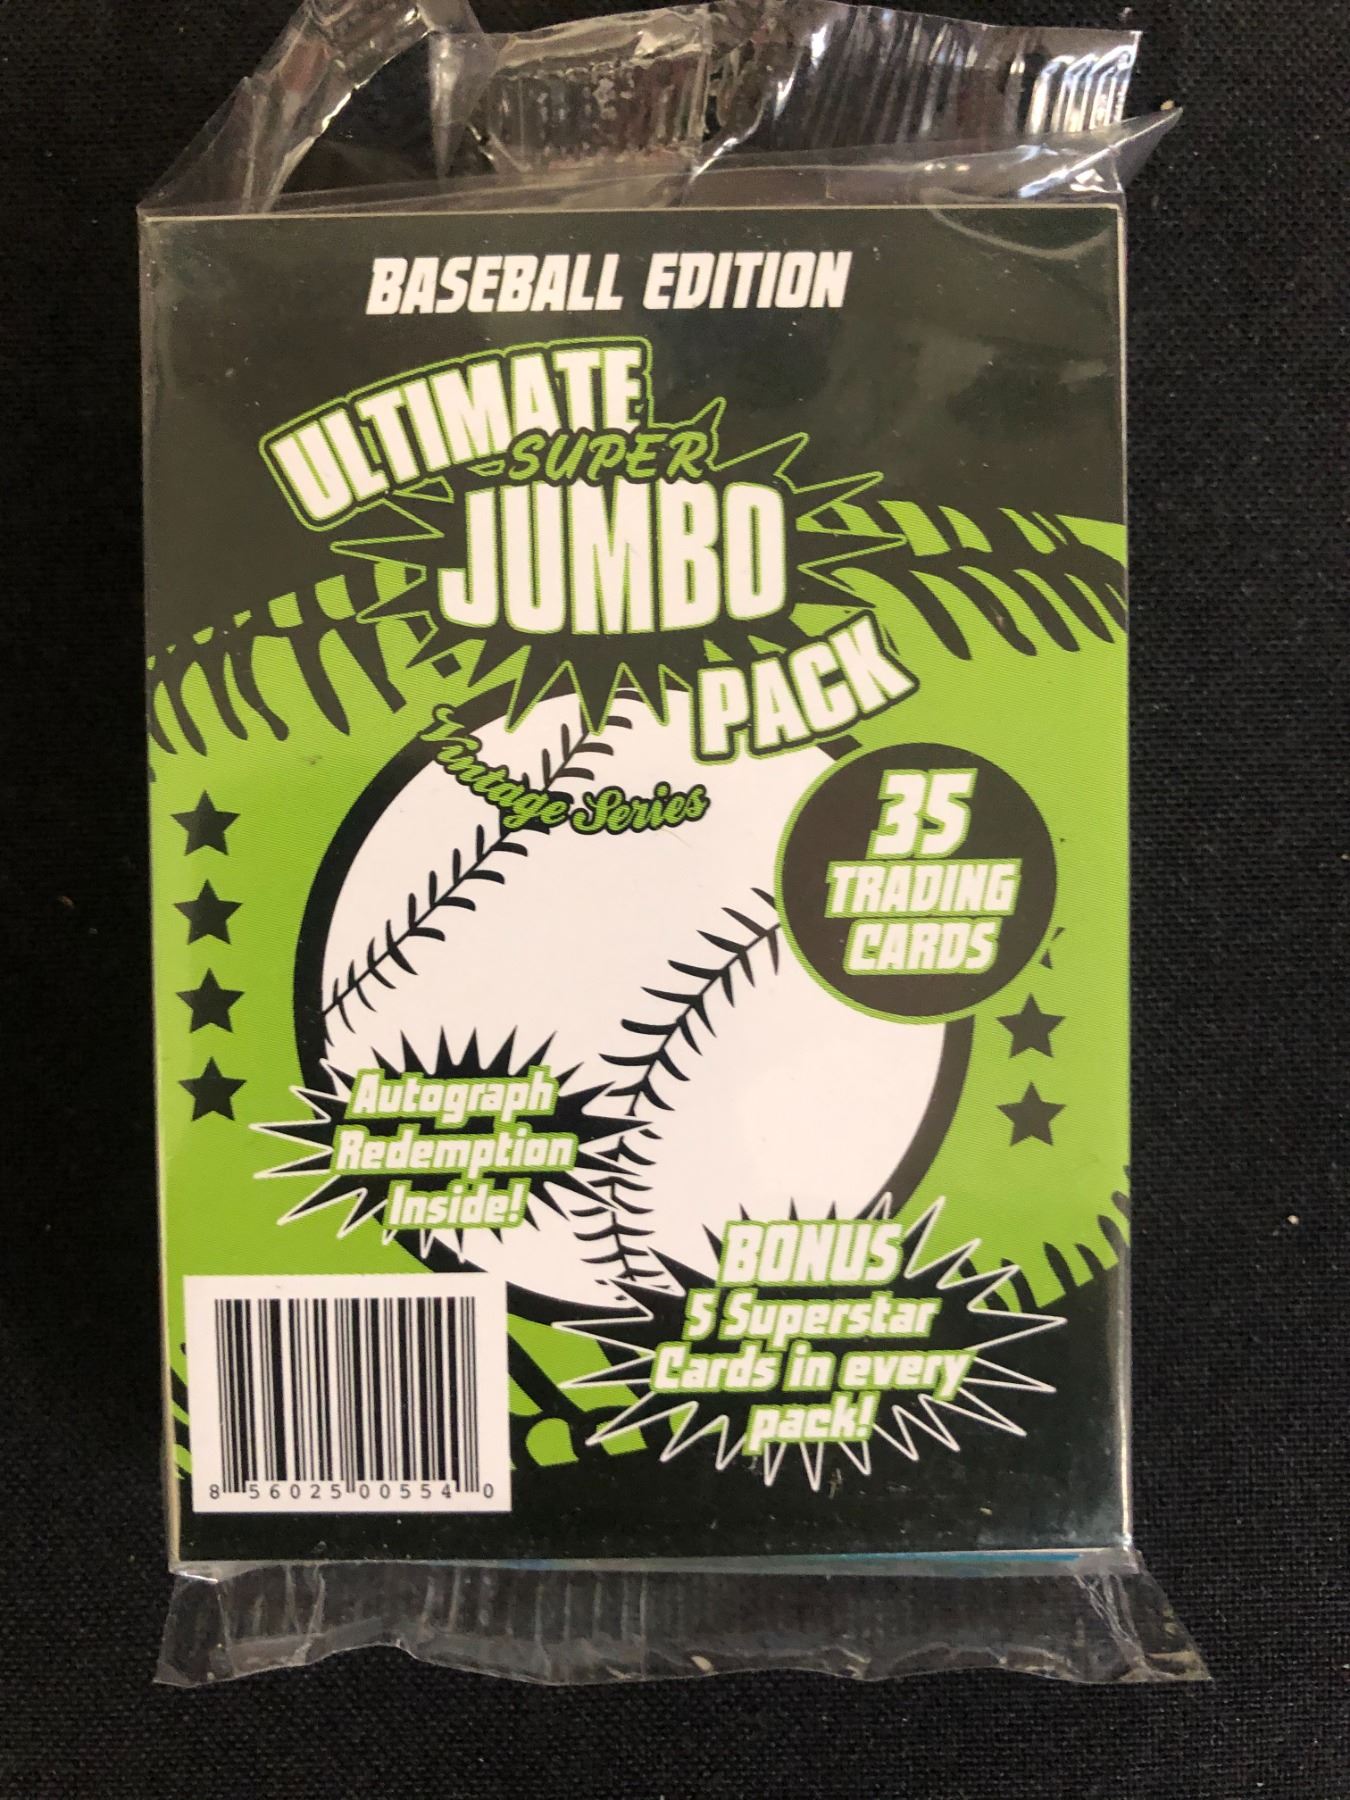 BASEBALL EDITION
ULTIMATE
SUPER
JUMBO
PACK
Vintage Series
35
TRADING
CARDS
Autograph
Redemption
Inside!
BONUS
5 Superstar
Cards in every
pack!
8 56025 00554 0